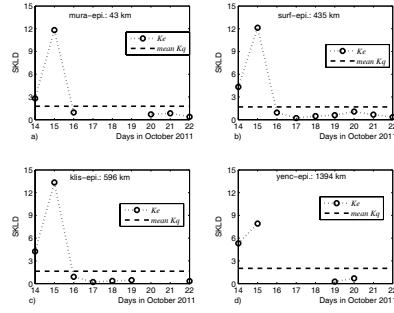 mura-epi.: 43 km
15
12
9
6
3
0
SKLD
Ke
mean Kq
14 15 16 17 18 19 20 21 22
a) Days in October 2011
surf-epi.: 435 km
15
12
9
6
3
0
SKLD
Ke
mean Kq
14 15 16 17 18 19 20 21 22
b) Days in October 2011
klis-epi.: 596 km
15
12
9
6
3
0
SKLD
Ke
mean Kq
14 15 16 17 18 19 20 21 22
c) Days in October 2011
yenc-epi.: 1394 km
15
12
9
6
3
0
SKLD
Ke
mean Kq
14 15 16 17 18 19 20 21 22
d) Days in October 2011